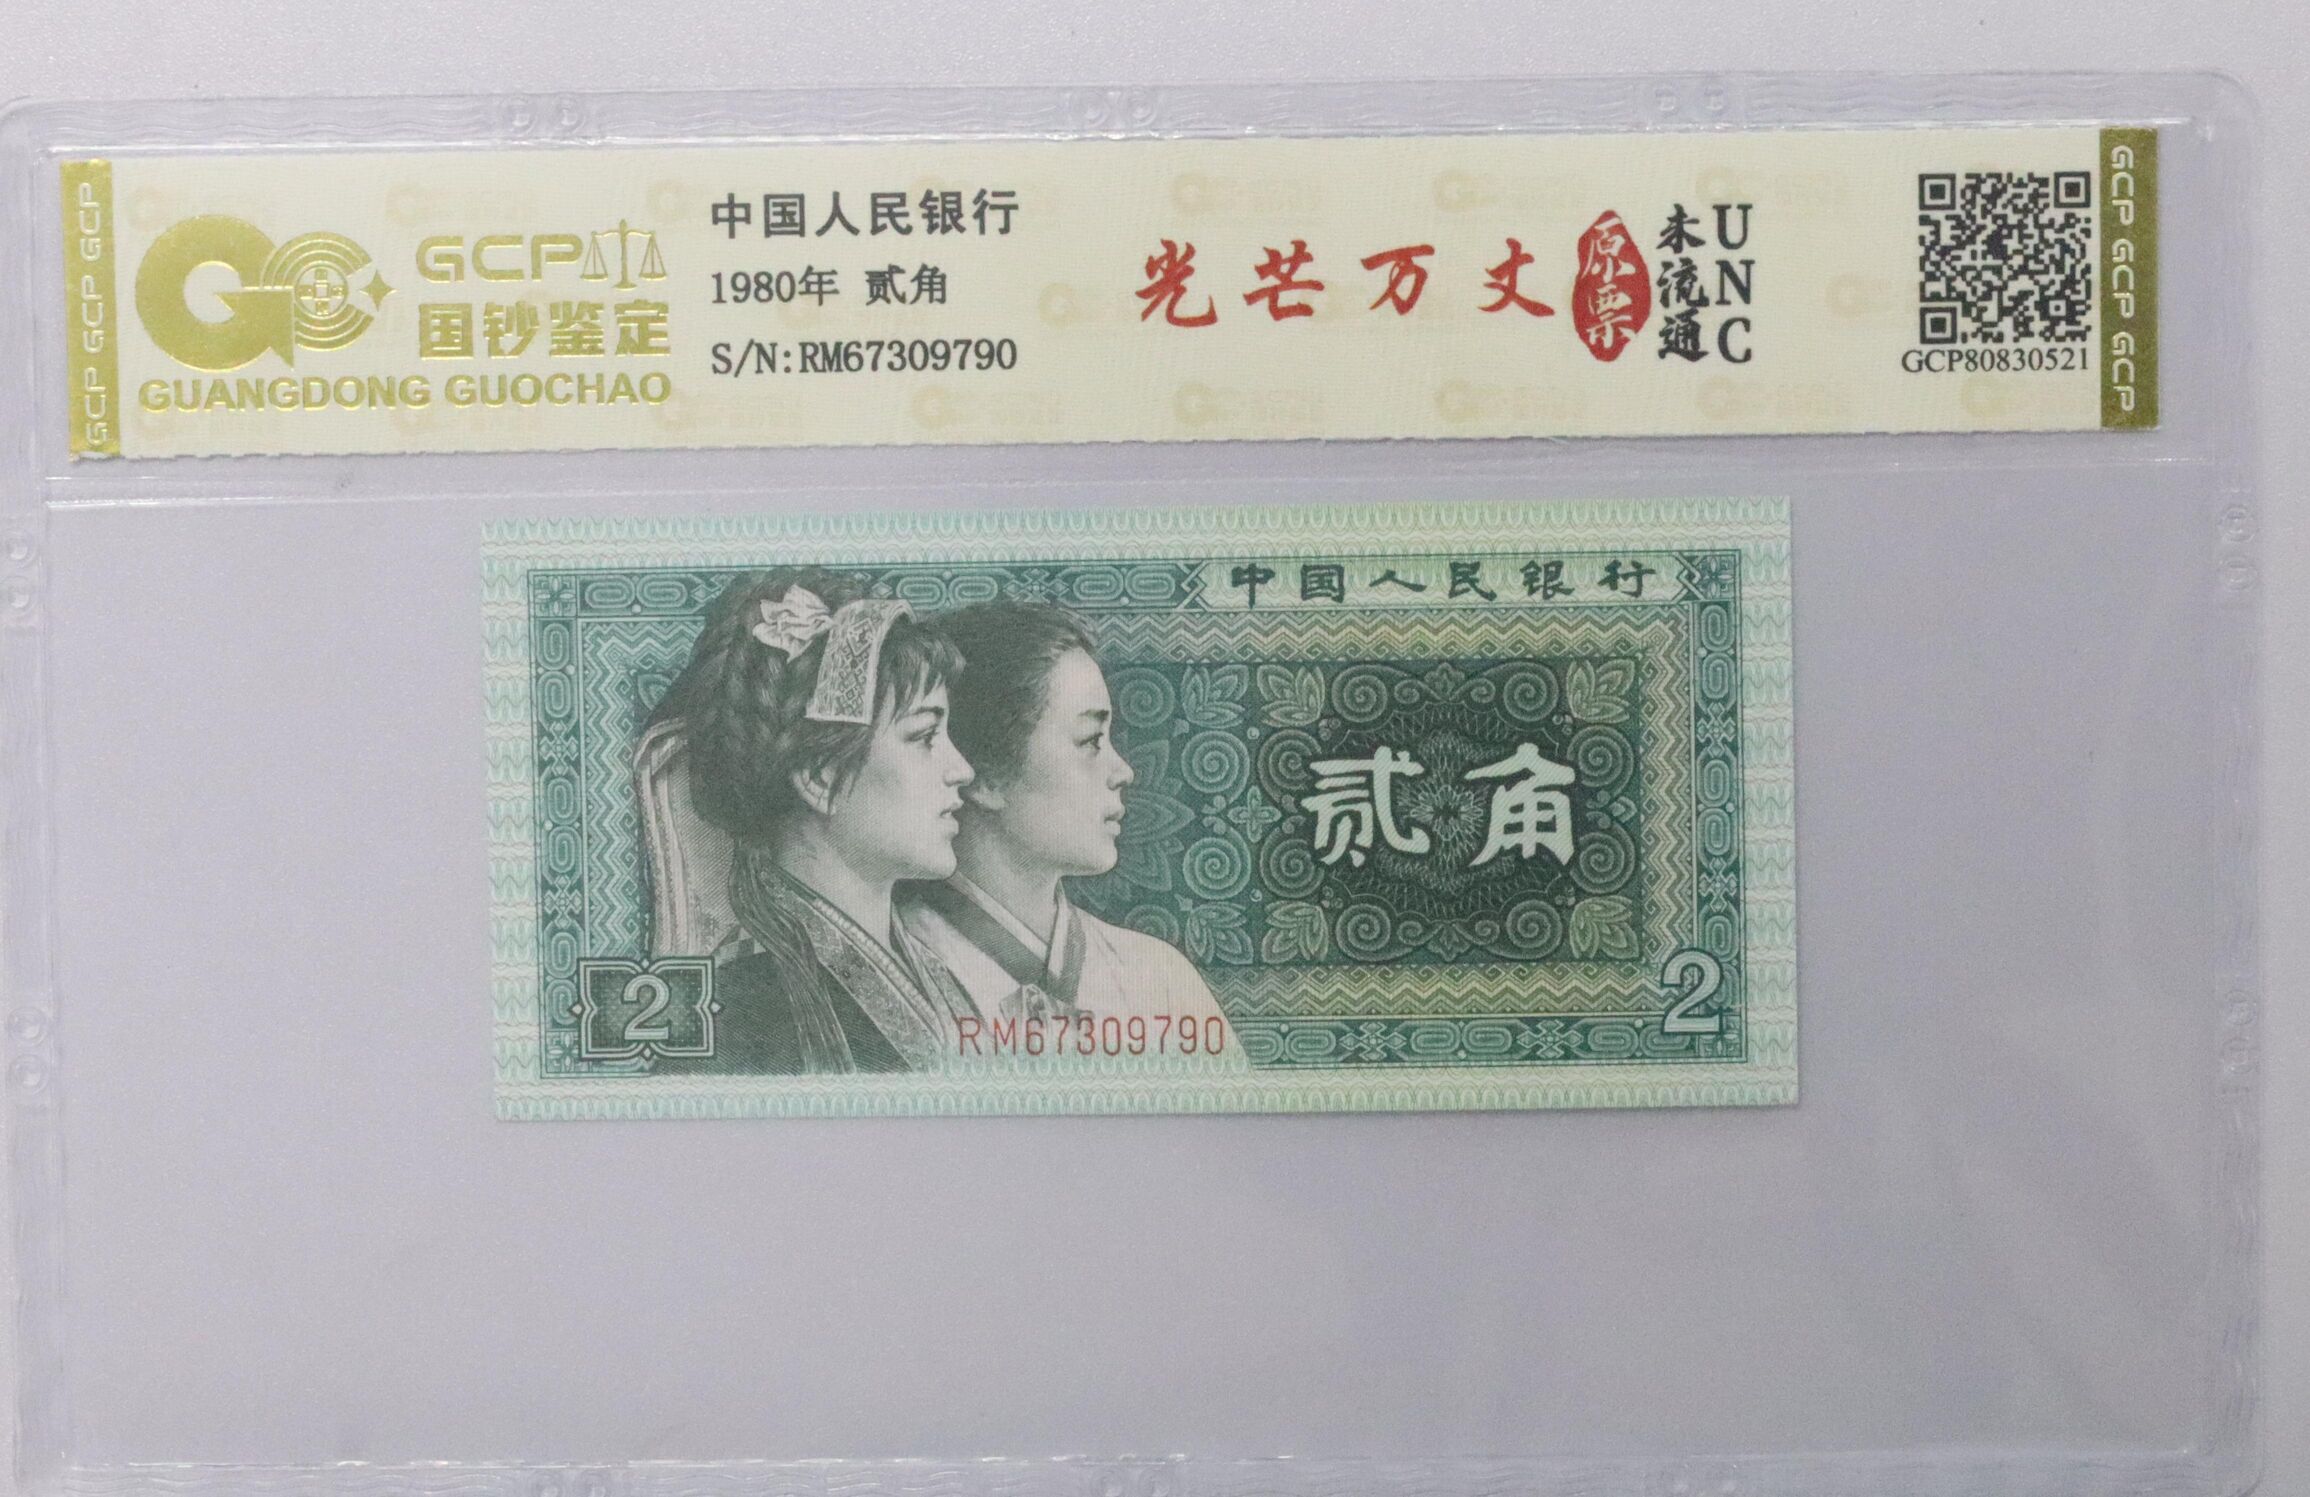 GCP GCP GCP
GCP
国钞鉴定
GUANGDONG GUOCHAO
中国人民银行
1980年 贰角
S/N:RM67309790
光芒万丈
原票
未流通
UNC
GCP80830521
GCP GCP GCP
中国人民银行
贰角
2
2
RM67309790